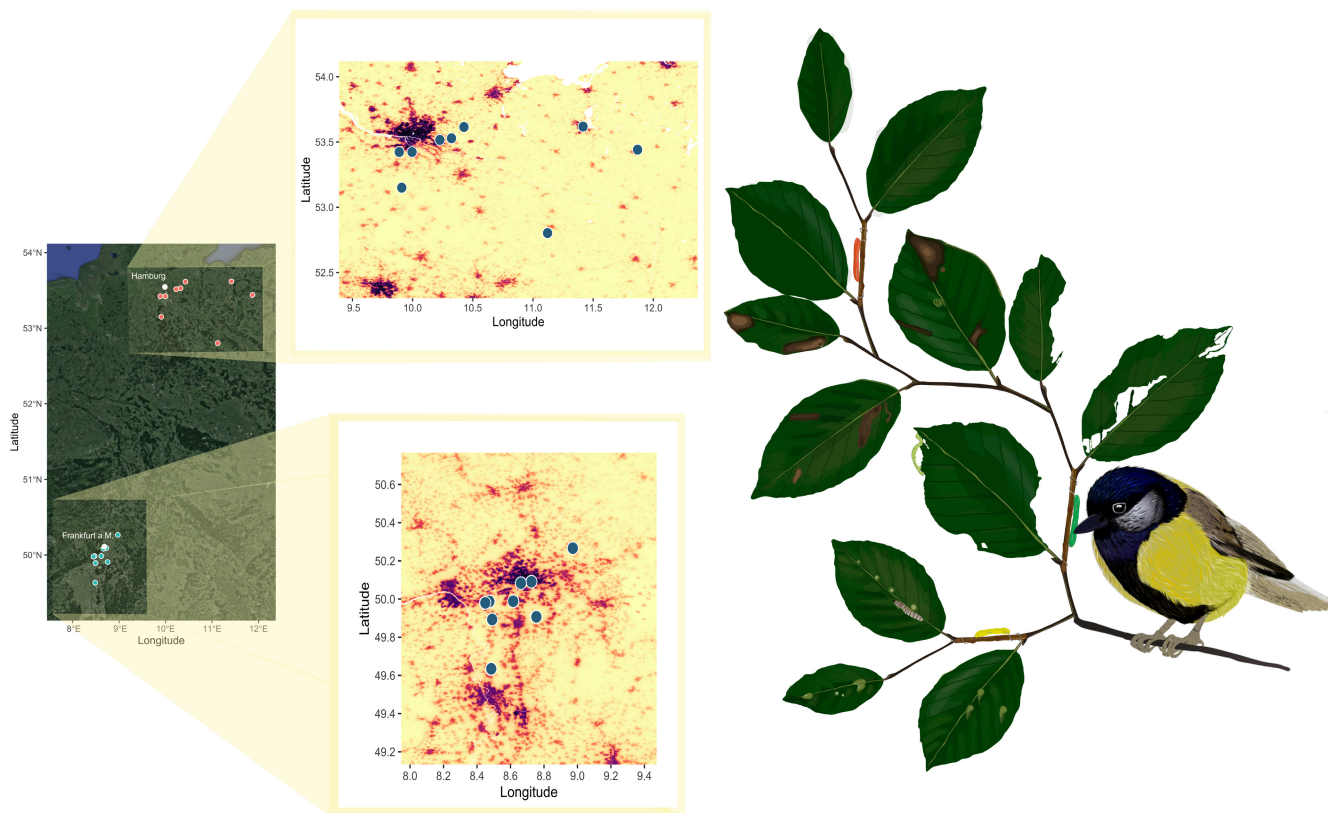 54°N
53°N
52°N
51°N
50°N
Latitude
8°E 9°E 10°E 11°E 12°E
Longitude
Hamburg
Frankfurt a.M.
54.0
53.5
53.0
52.5
Latitude
9.5 10.0 10.5 11.0 11.5 12.0
Longitude
50.6
50.4
50.2
50.0
49.8
49.6
49.4
49.2
Latitude
8.0 8.2 8.4 8.6 8.8 9.0 9.2 9.4
Longitude